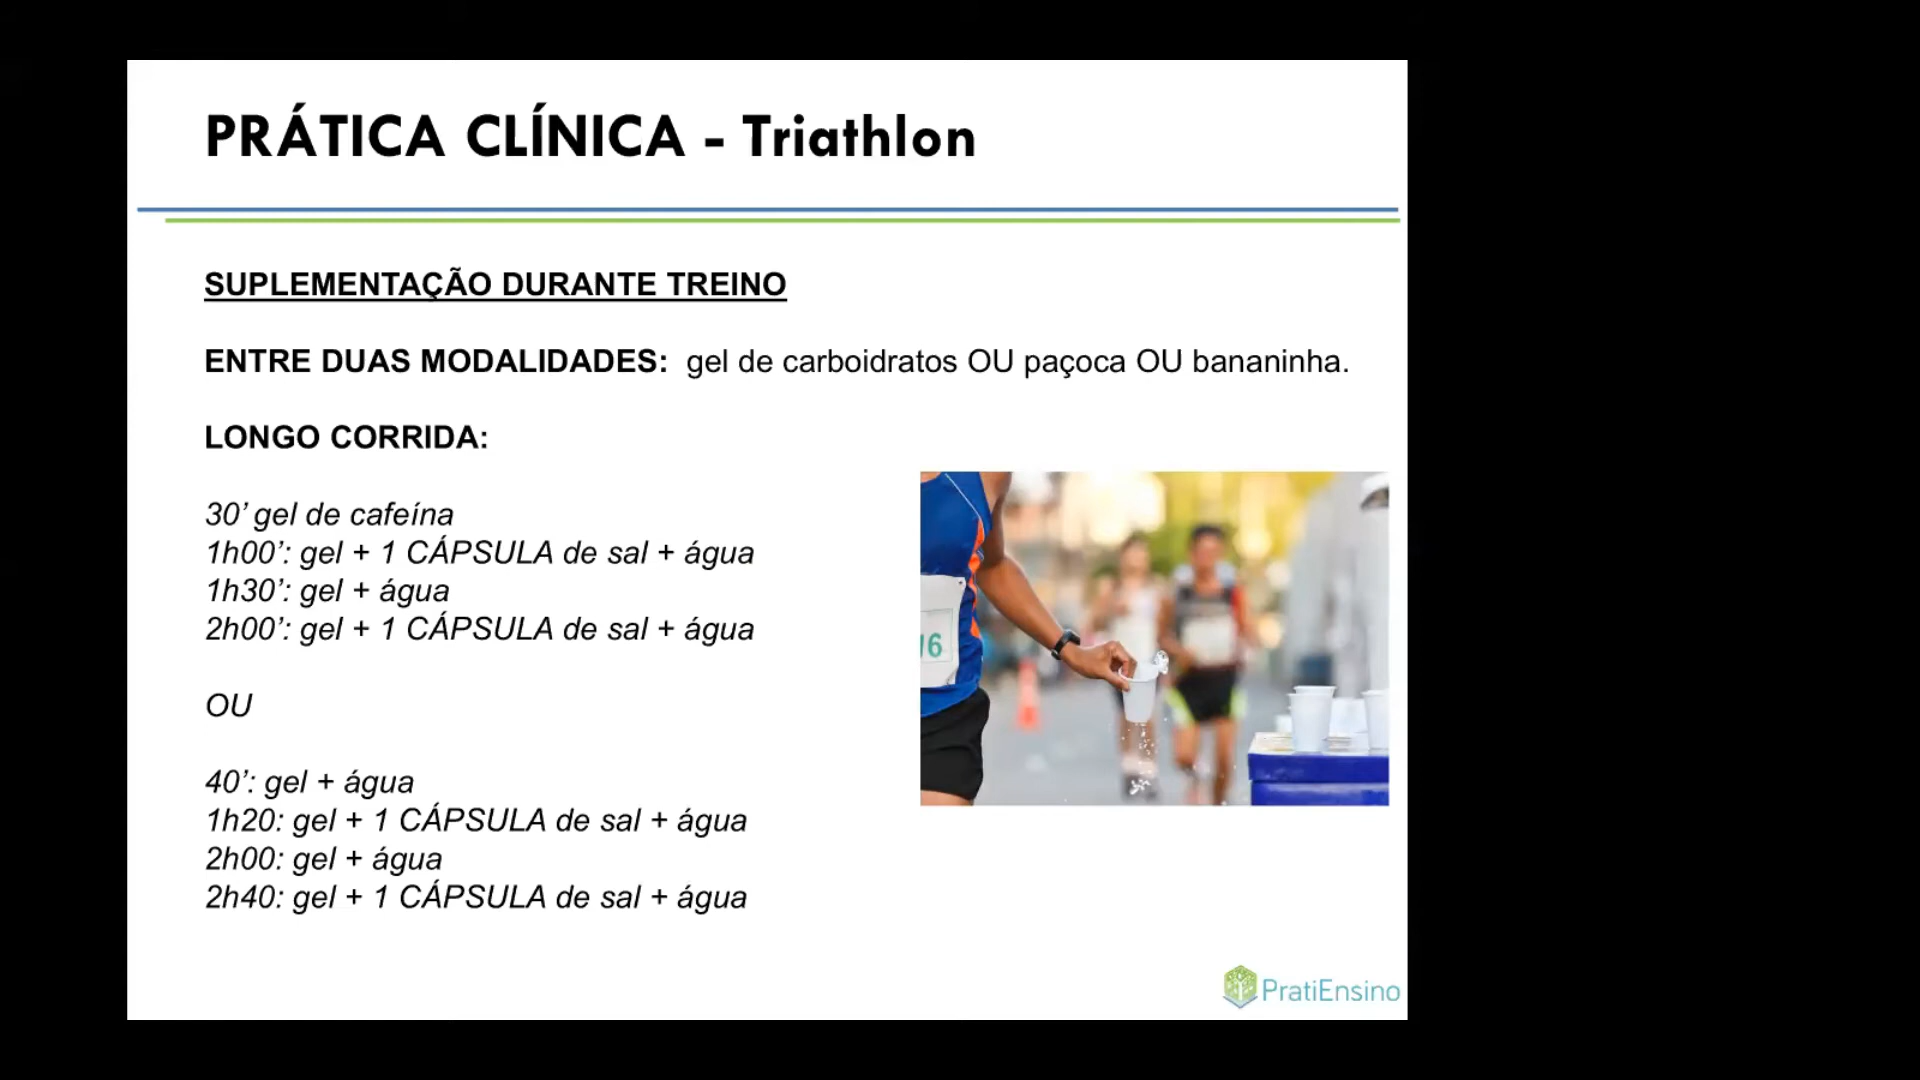 PRÁTICA CLÍNICA - Triathlon
SUPLEMENTAÇÃO DURANTE TREINO
ENTRE DUAS MODALIDADES: gel de carboidratos OU paçoca OU bananinha.
LONGO CORRIDA:
30’ gel de cafeína
1h00’: gel + 1 CÁPSULA de sal + água
1h30’: gel + água
2h00’: gel + 1 CÁPSULA de sal + água
OU
40’: gel + água
1h20: gel + 1 CÁPSULA de sal + água
2h00: gel + água
2h40: gel + 1 CÁPSULA de sal + água
16
PratiEnsino